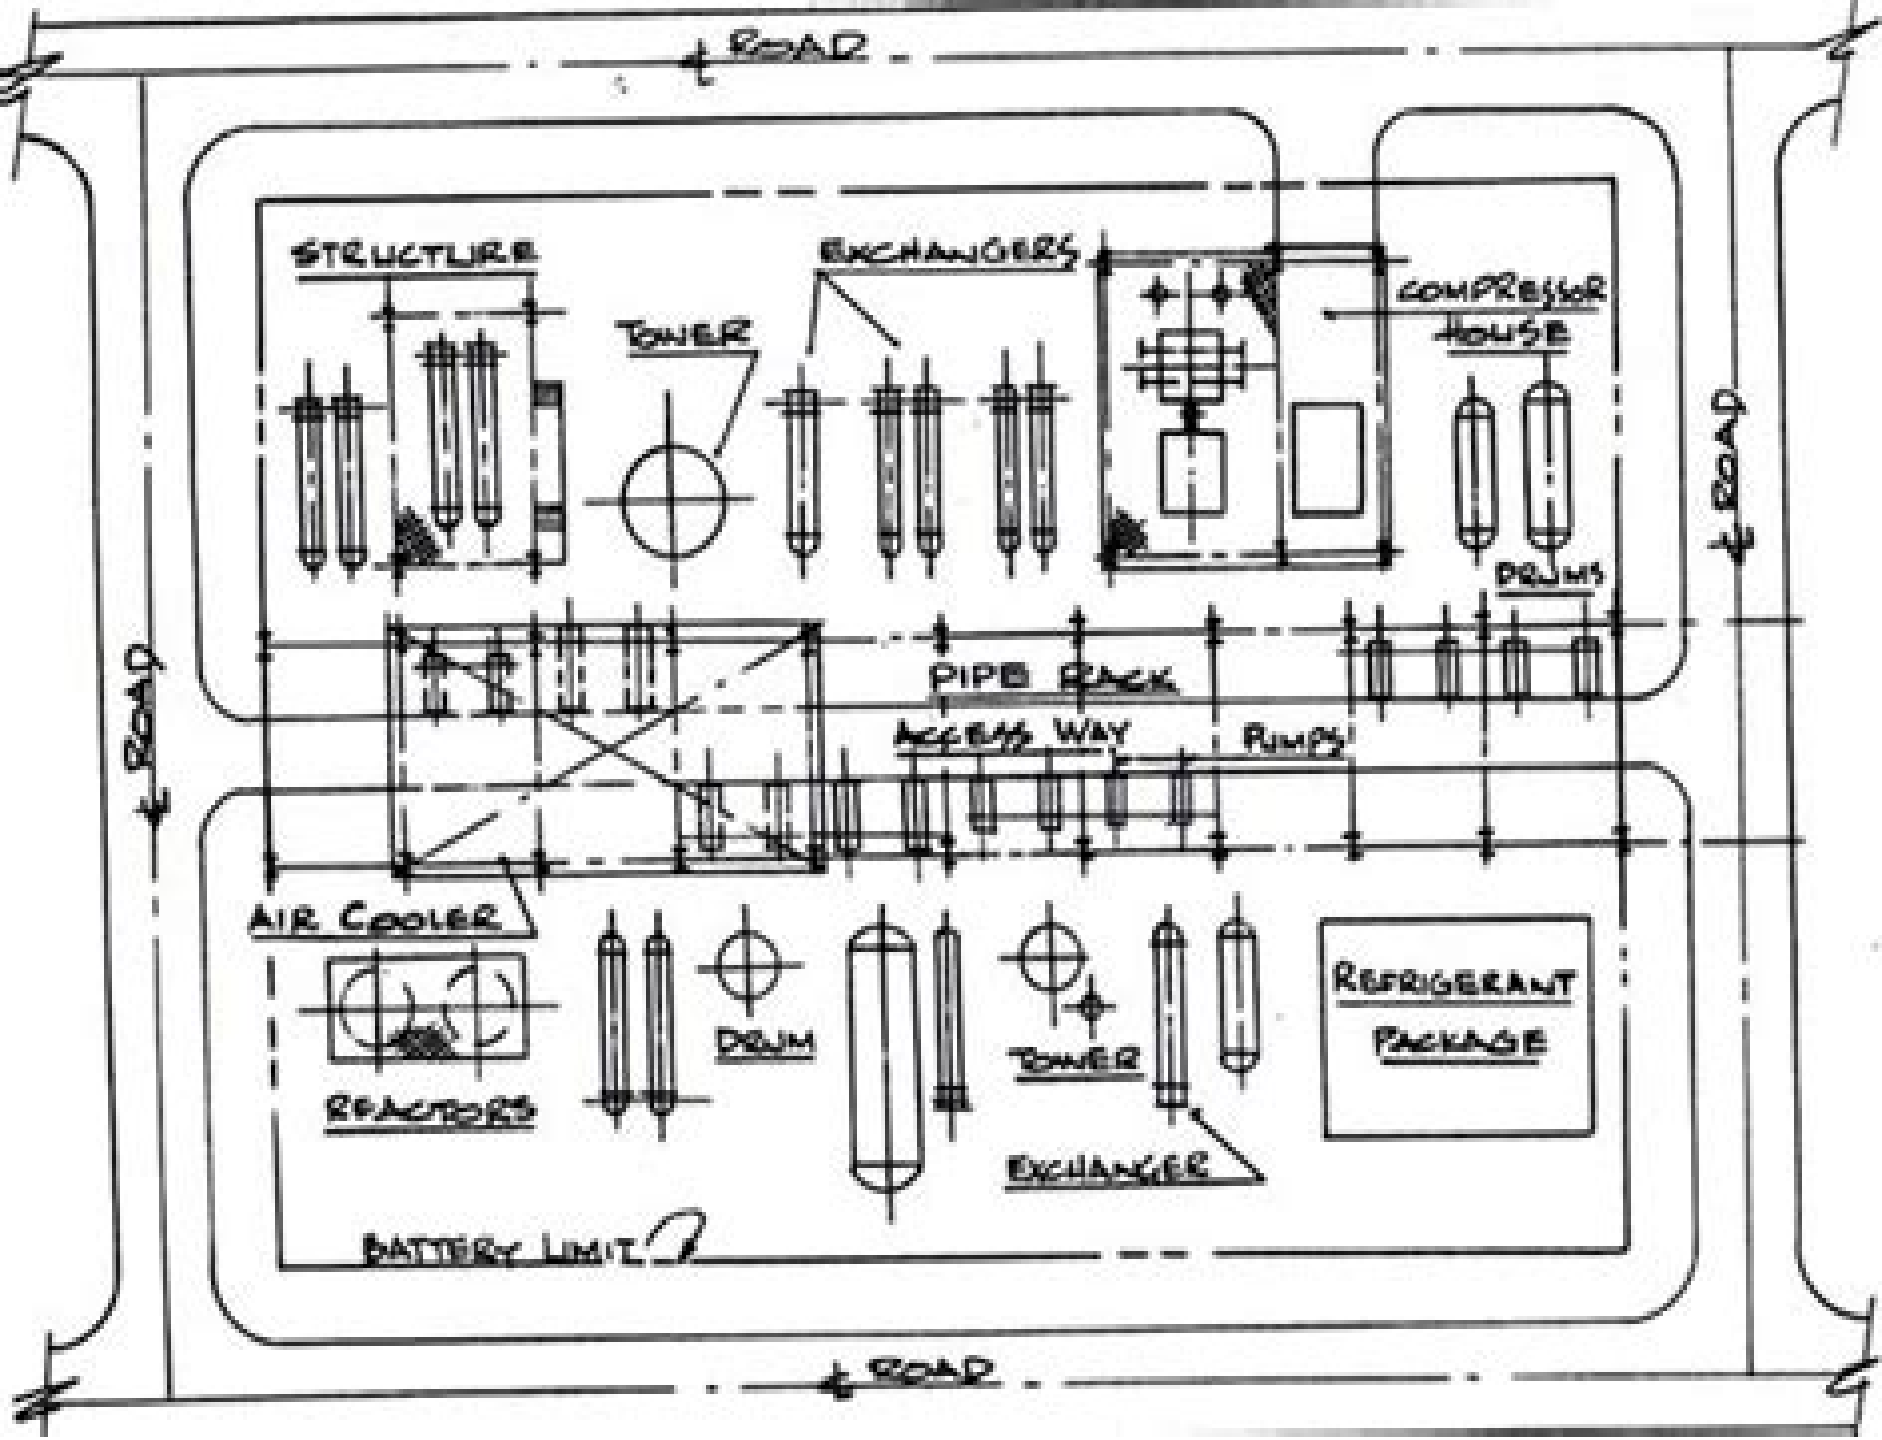 ℄ ROAD
STRUCTURE
EXCHANGERS
COMPRESSOR
HOUSE
TOWER
℄ ROAD
DRUMS
℄ ROAD
PIPE RACK
ACCESS WAY
PUMPS
AIR COOLER
REFRIGERANT
PACKAGE
DRUM
TOWER
REACTORS
EXCHANGER
BATTERY LIMIT
℄ ROAD